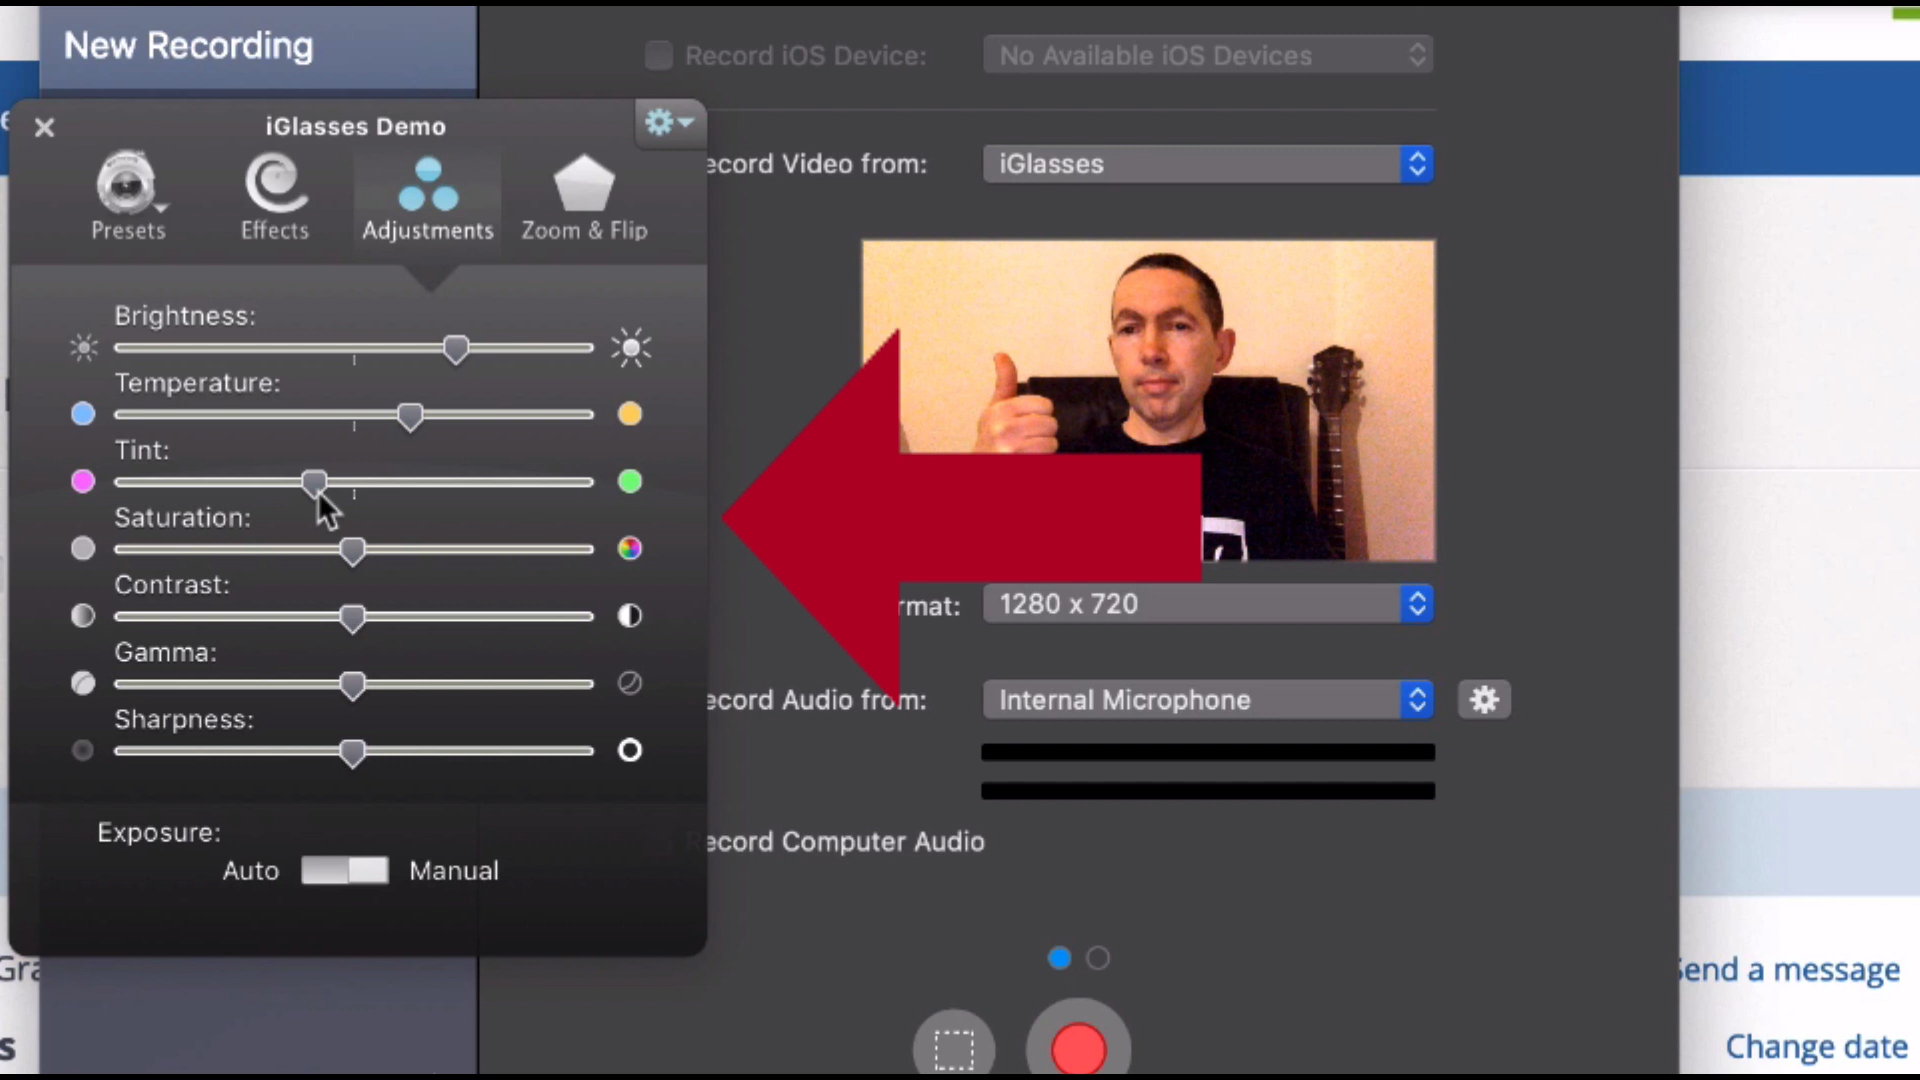 New Recording
Record iOS Device:
No Available iOS Devices
iGlasses Demo
Presets
Effects
Adjustments
Zoom & Flip
ecord Video from:
iGlasses
Brightness:
Temperature:
Tint:
Saturation:
Contrast:
Gamma:
Sharpness:
rmat:
1280 x 720
ecord Audio from:
Internal Microphone
Exposure:
Auto
Manual
ecord Computer Audio
Gra
Send a message
s
Change date